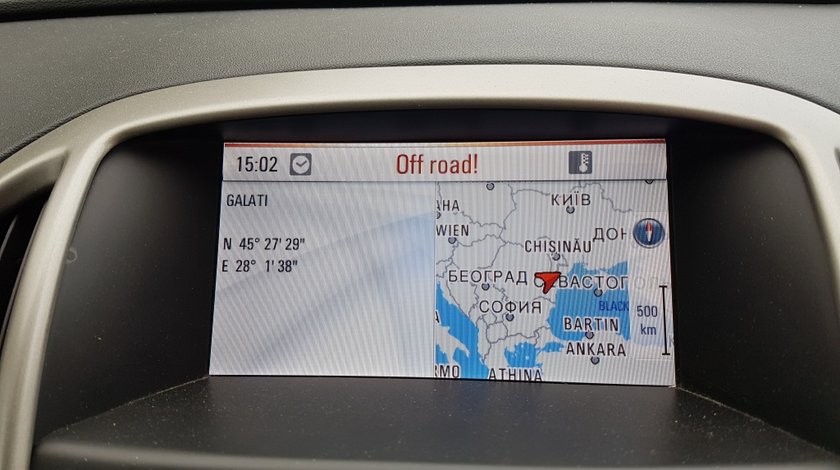 15:02
Off road!
GALATI
N 45° 27' 29"
E 28° 1' 38"
КИЇВ
WIEN
CHIȘINĂU
БЕОГРАД
СОФИЯ
BLACK
500
km
BARTIN
ANKARA
ATHINA